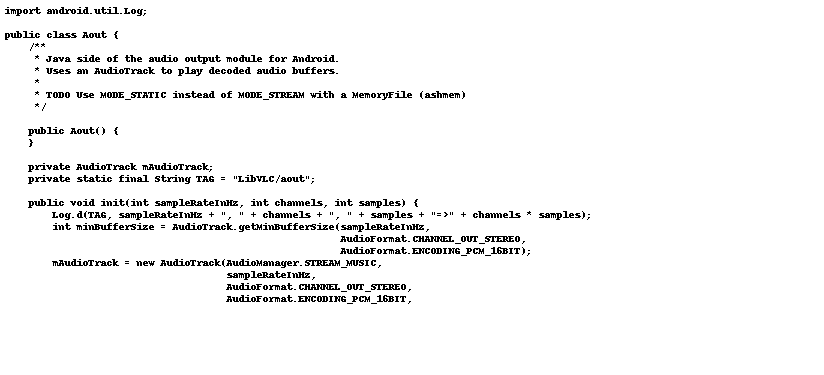 import android.util.Log;

public class Aout {
    /**
     * Java side of the audio output module for Android.
     * Uses an AudioTrack to play decoded audio buffers.
     *
     * TODO Use MODE_STATIC instead of MODE_STREAM with a MemoryFile (ashmem)
     */

    public Aout() {
    }

    private AudioTrack mAudioTrack;
    private static final String TAG = "LibVLC/aout";

    public void init(int sampleRateInHz, int channels, int samples) {
        Log.d(TAG, sampleRateInHz + ", " + channels + ", " + samples + "=>" + channels * samples);
        int minBufferSize = AudioTrack.getMinBufferSize(sampleRateInHz,
                                                        AudioFormat.CHANNEL_OUT_STEREO,
                                                        AudioFormat.ENCODING_PCM_16BIT);
        mAudioTrack = new AudioTrack(AudioManager.STREAM_MUSIC,
                                     sampleRateInHz,
                                     AudioFormat.CHANNEL_OUT_STEREO,
                                     AudioFormat.ENCODING_PCM_16BIT,